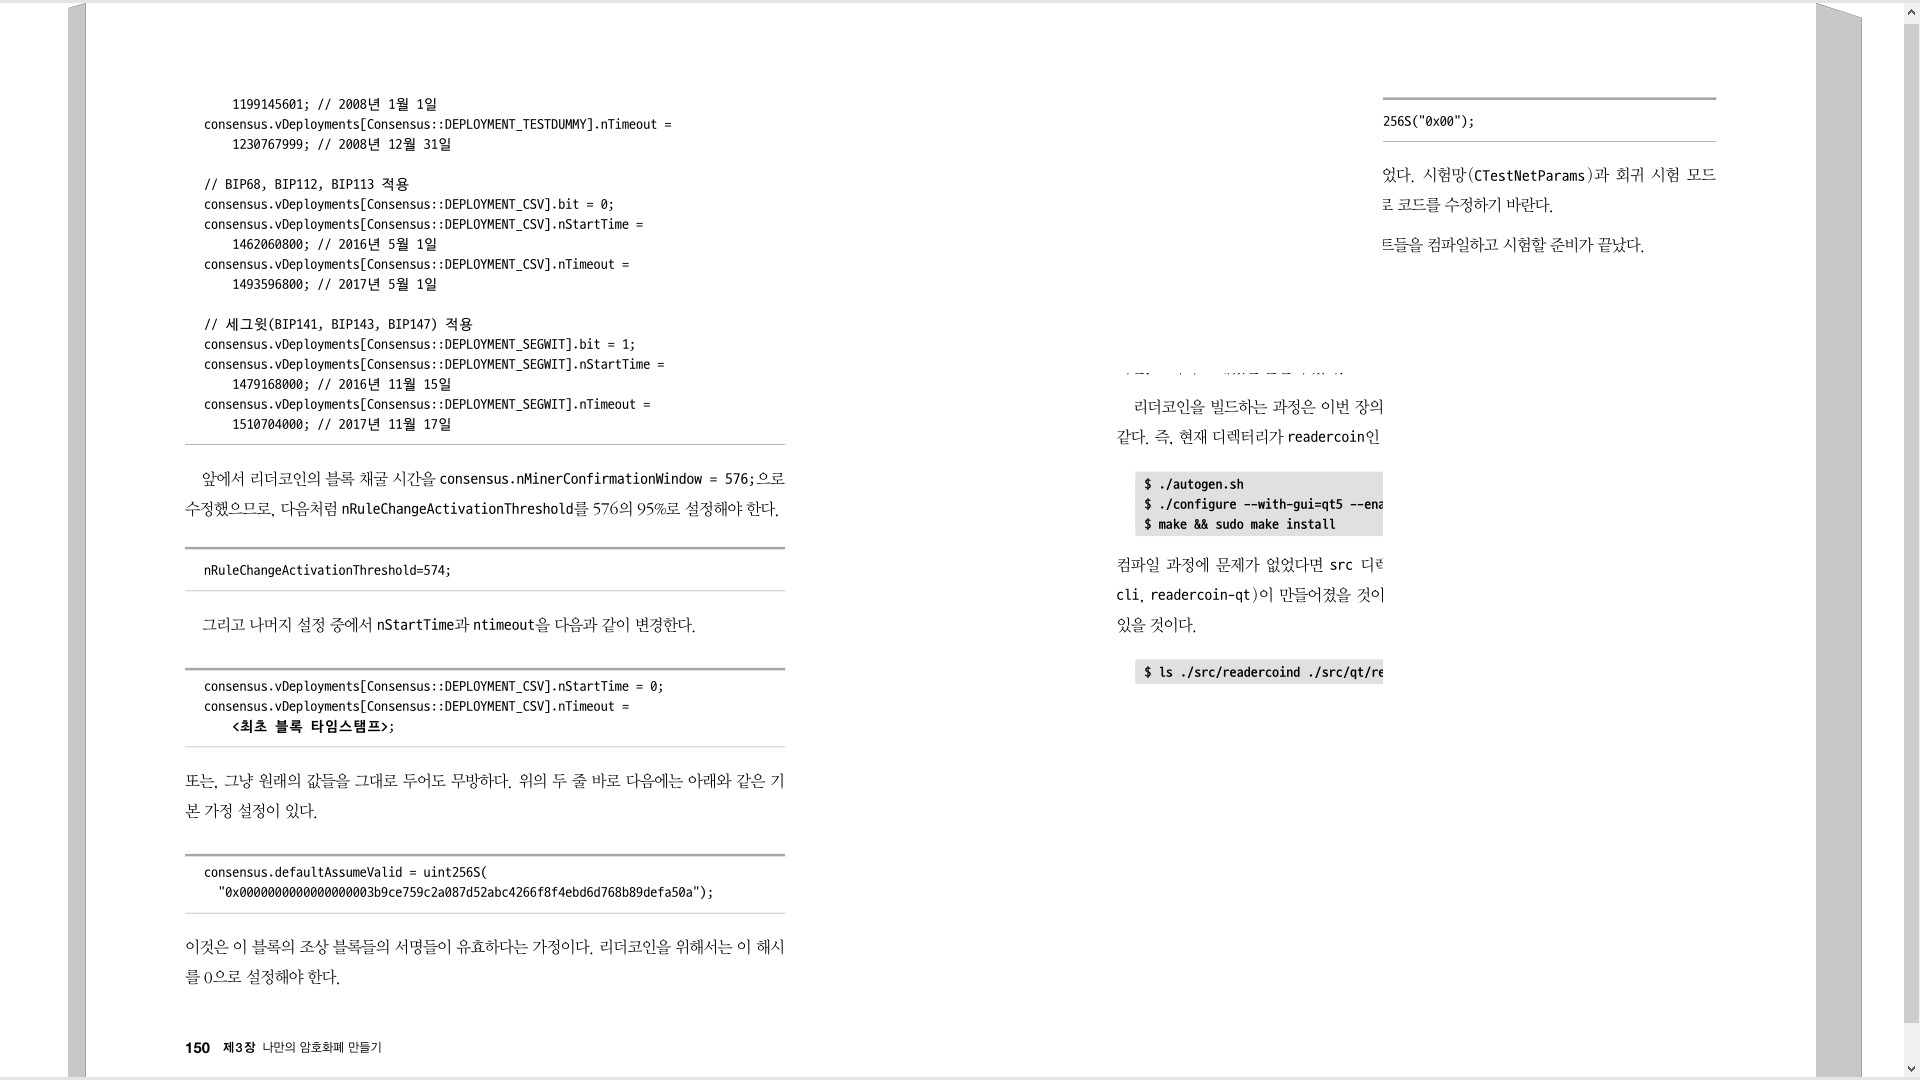 1199145601; // 2008년 1월 1일
consensus.vDeployments[Consensus::DEPLOYMENT_TESTDUMMY].nTimeout =
1230767999; // 2008년 12월 31일
// BIP68, BIP112, BIP113 적용
consensus.vDeployments[Consensus::DEPLOYMENT_CSV].bit = 0;
consensus.vDeployments[Consensus::DEPLOYMENT_CSV].nStartTime =
1462060800; // 2016년 5월 1일
consensus.vDeployments[Consensus::DEPLOYMENT_CSV].nTimeout =
1493596800; // 2017년 5월 1일
// 세그윗(BIP141, BIP143, BIP147) 적용
consensus.vDeployments[Consensus::DEPLOYMENT_SEGWIT].bit = 1;
consensus.vDeployments[Consensus::DEPLOYMENT_SEGWIT].nStartTime =
1479168000; // 2016년 11월 15일
consensus.vDeployments[Consensus::DEPLOYMENT_SEGWIT].nTimeout =
1510704000; // 2017년 11월 17일
앞에서 리더코인의 블록 채굴 시간을 consensus.nMinerConfirmationWindow = 576;으로
수정했으므로, 다음처럼 nRuleChangeActivationThreshold를 576의 95%로 설정해야 한다.
nRuleChangeActivationThreshold=574;
그리고 나머지 설정 중에서 nStartTime과 ntimeout을 다음과 같이 변경한다.
consensus.vDeployments[Consensus::DEPLOYMENT_CSV].nStartTime = 0;
consensus.vDeployments[Consensus::DEPLOYMENT_CSV].nTimeout =
<최초 블록 타임스탬프>;
또는, 그냥 원래의 값들을 그대로 두어도 무방하다. 위의 두 줄 바로 다음에는 아래와 같은 기
본 가정 설정이 있다.
consensus.defaultAssumeValid = uint256S(
"0x0000000000000000003b9ce759c2a087d52abc4266f8f4ebd6d768b89defa50a");
이것은 이 블록의 조상 블록들의 서명들이 유효하다는 가정이다. 리더코인을 위해서는 이 해시
를 0으로 설정해야 한다.
150 제3장 나만의 암호화폐 만들기
256S("0x00");
었다. 시험망(CTestNetParams)과 회귀 시험 모드
로 코드를 수정하기 바란다.
트들을 컴파일하고 시험할 준비가 끝났다.
리더코인을 빌드하는 과정은 이번 장의
같다. 즉, 현재 디렉터리가 readercoin인
$ ./autogen.sh
$ ./configure --with-gui=qt5 --ena
$ make && sudo make install
컴파일 과정에 문제가 없었다면 src 디렉
cli, readercoin-qt)이 만들어졌을 것이
있을 것이다.
$ ls ./src/readercoind ./src/qt/re